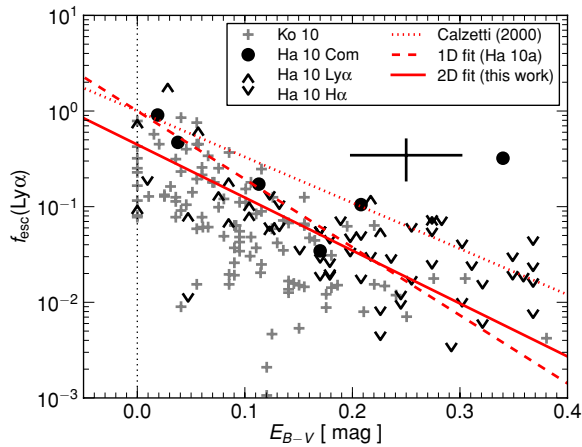 Ko 10
Ha 10 Com
Ha 10 Lyα
Ha 10 Hα
Calzetti (2000)
1D fit (Ha 10a)
2D fit (this work)
10¹
10⁰
10⁻¹
10⁻²
10⁻³
f_esc(Lyα)
0.0 0.1 0.2 0.3 0.4
E_{B−V} [ mag]